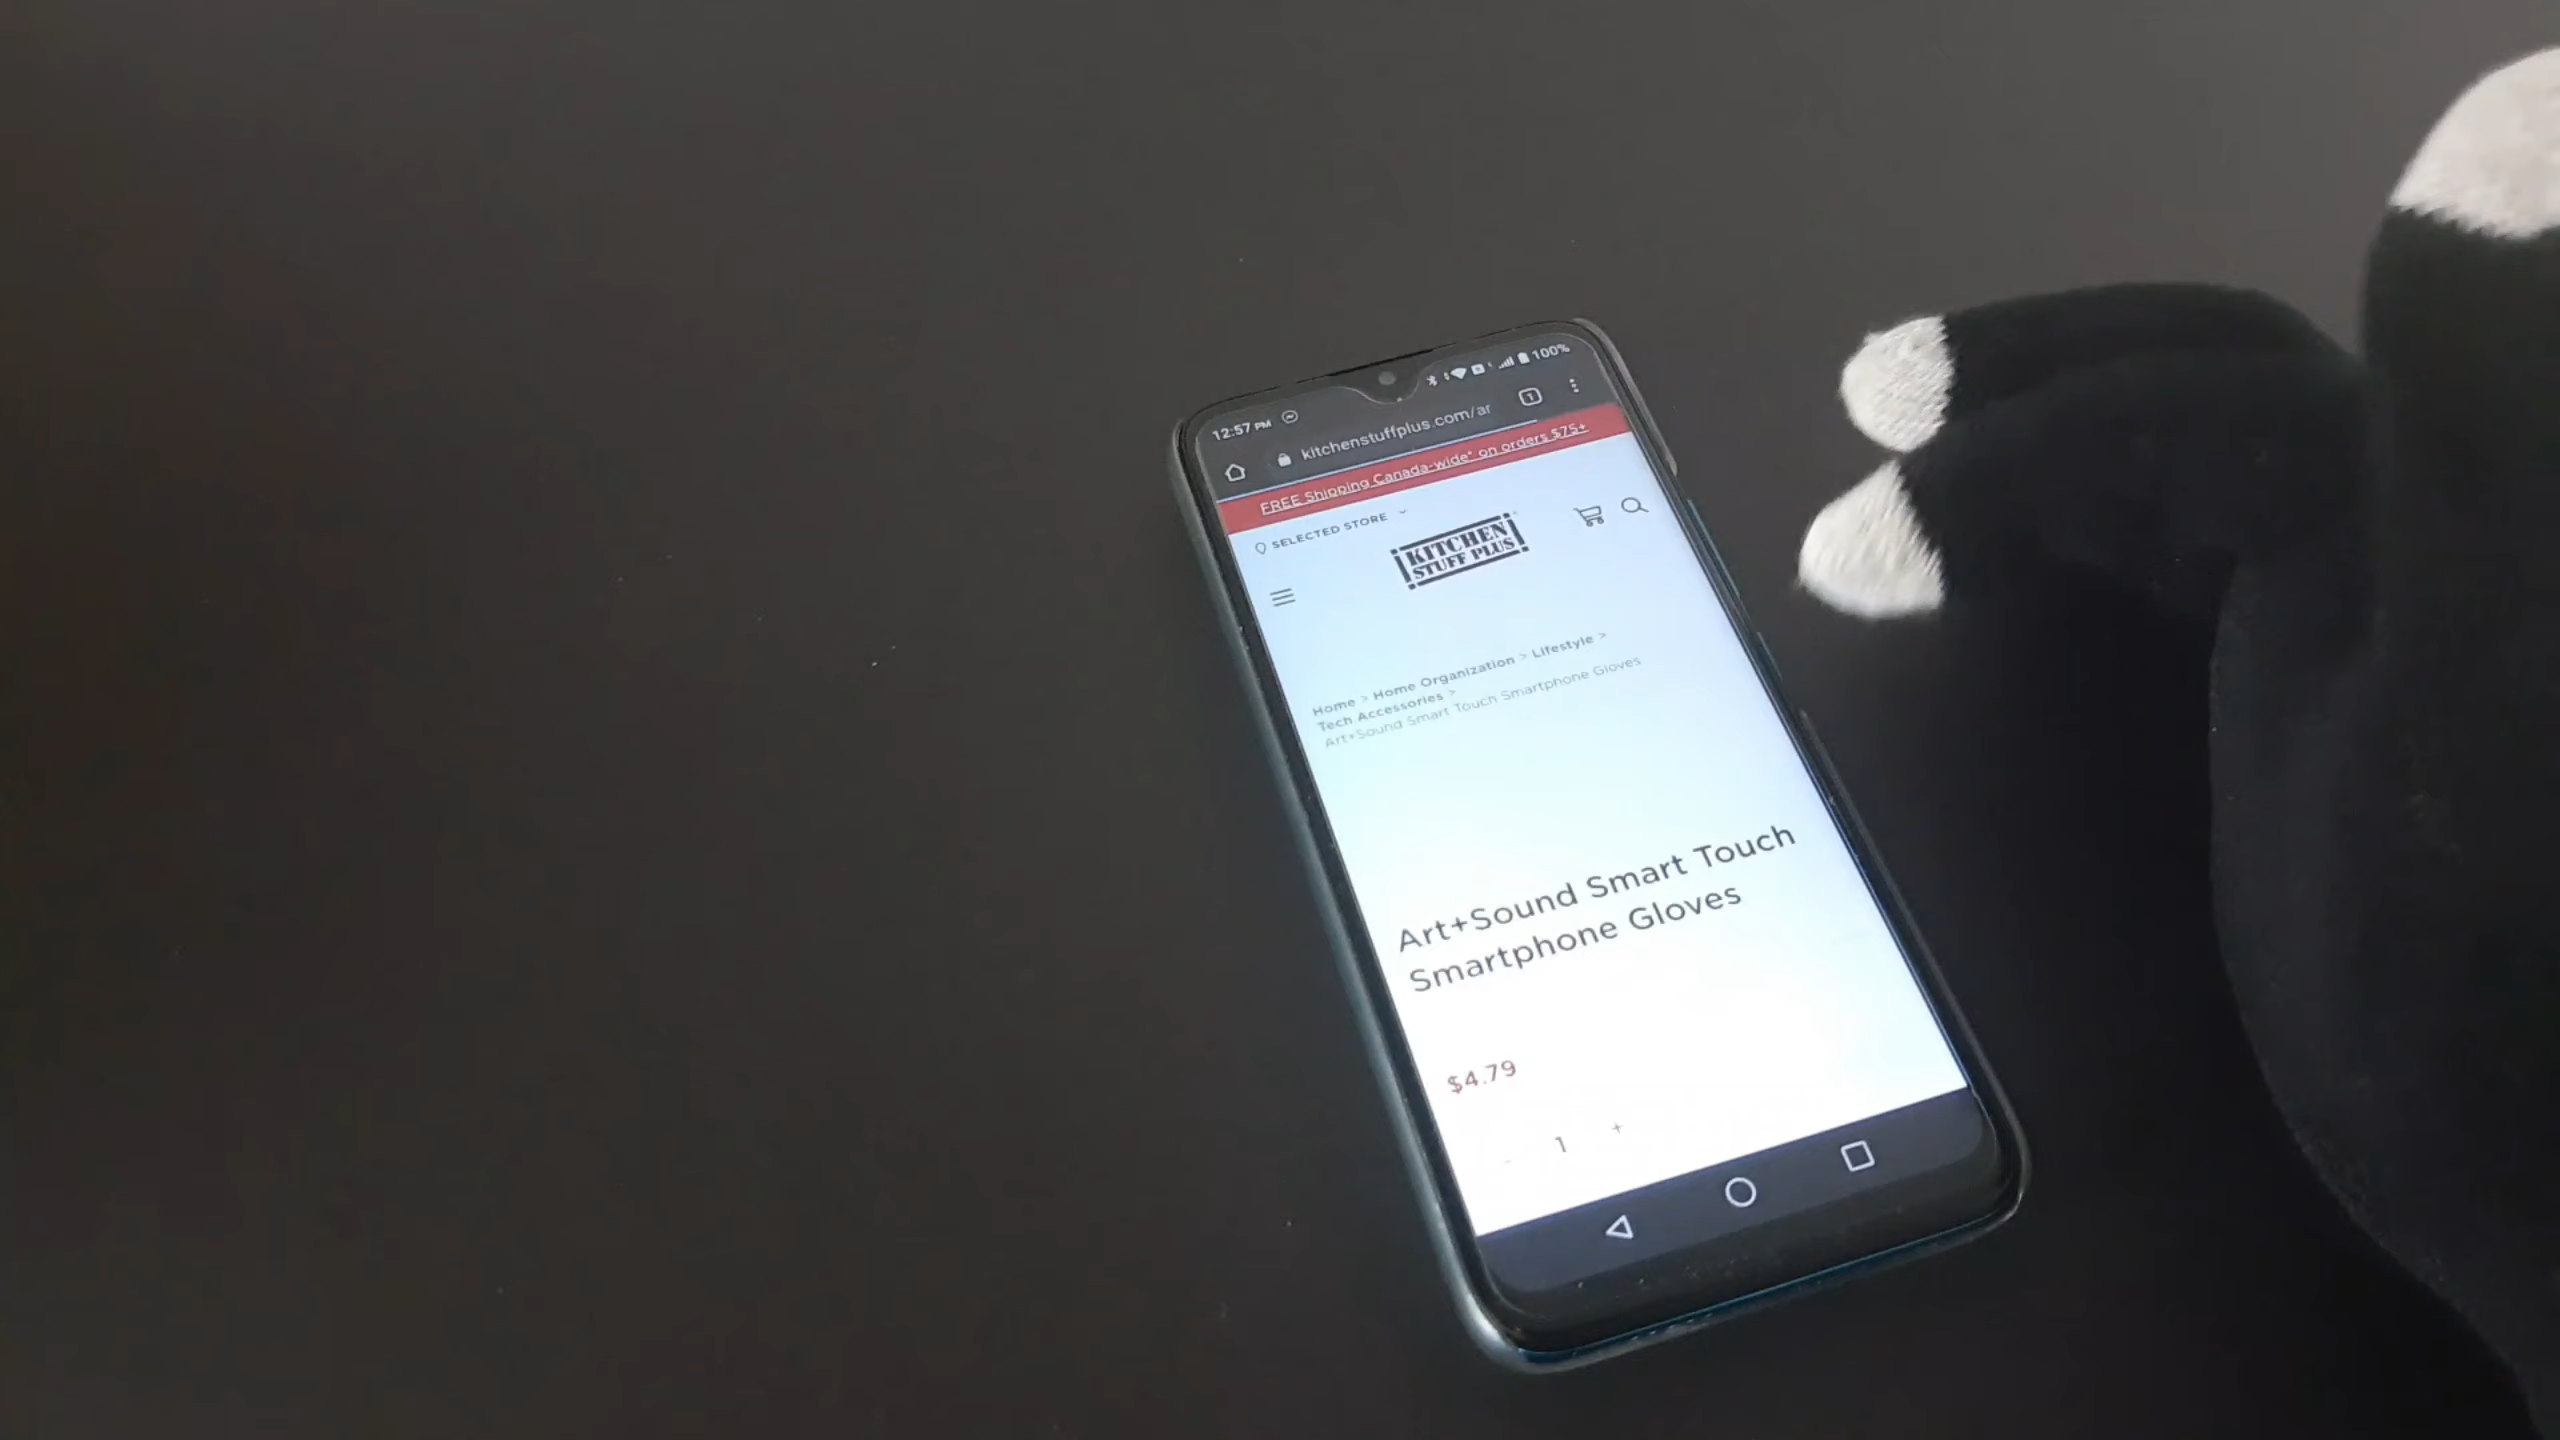 12:57 PM
100%
kitchenstuffplus.com/ar
1
FREE Shipping Canada-wide* on orders $75+
SELECTED STORE
KITCHEN
STUFF PLUS
Home > Home Organization > Lifestyle >
Tech Accessories >
Art+Sound Smart Touch Smartphone Gloves
Art+Sound Smart Touch
Smartphone Gloves
$4.79
- 1 +